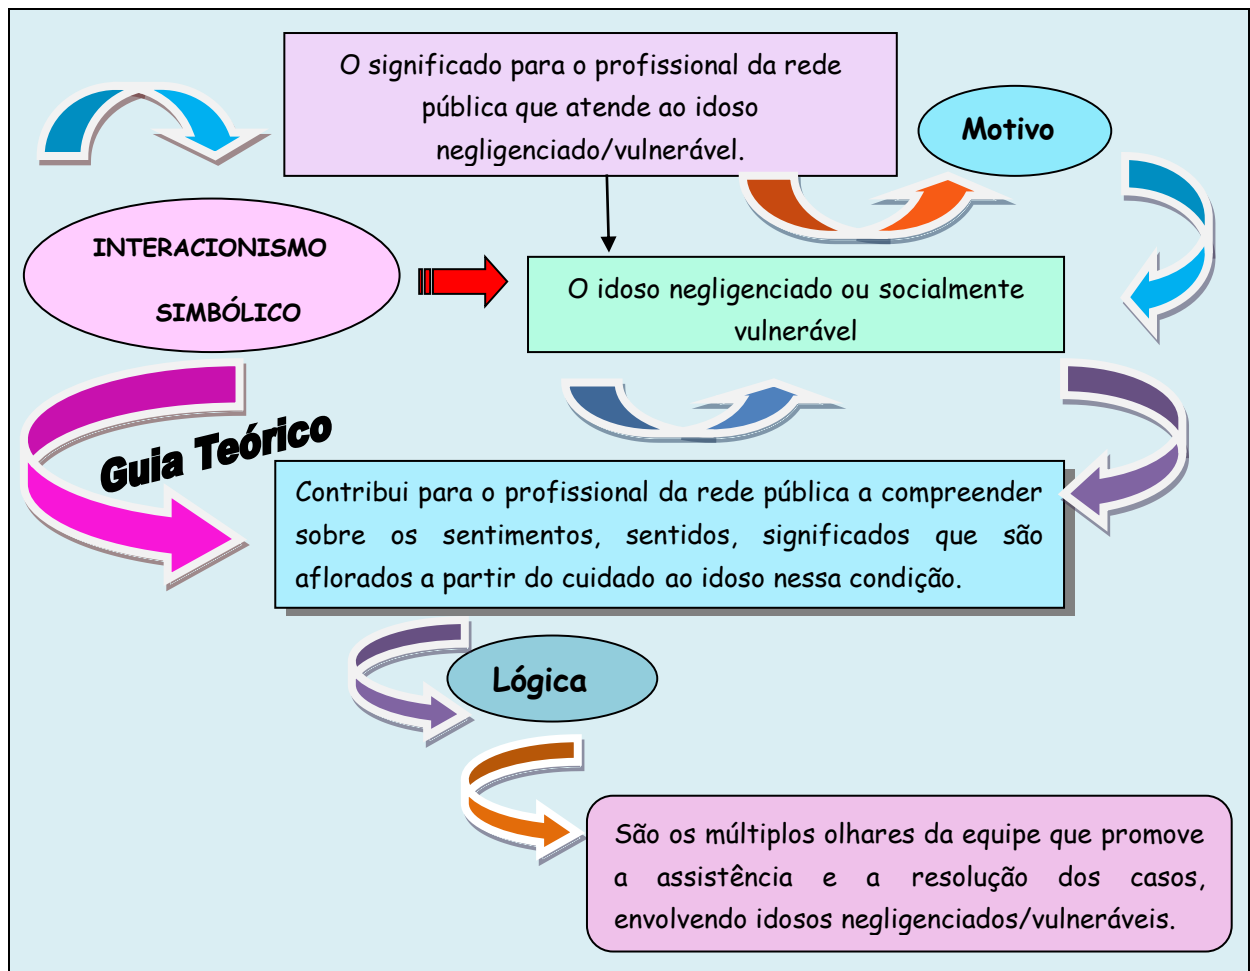 O significado para o profissional da rede
pública que atende ao idoso
negligenciado/vulnerável.
Motivo
INTERACIONISMO
SIMBÓLICO
O idoso negligenciado ou socialmente
vulnerável
Guia Teórico
Contribui para o profissional da rede pública a compreender
sobre os sentimentos, sentidos, significados que são
aflorados a partir do cuidado ao idoso nessa condição.
Lógica
São os múltiplos olhares da equipe que promove
a assistência e a resolução dos casos,
envolvendo idosos negligenciados/vulneráveis.